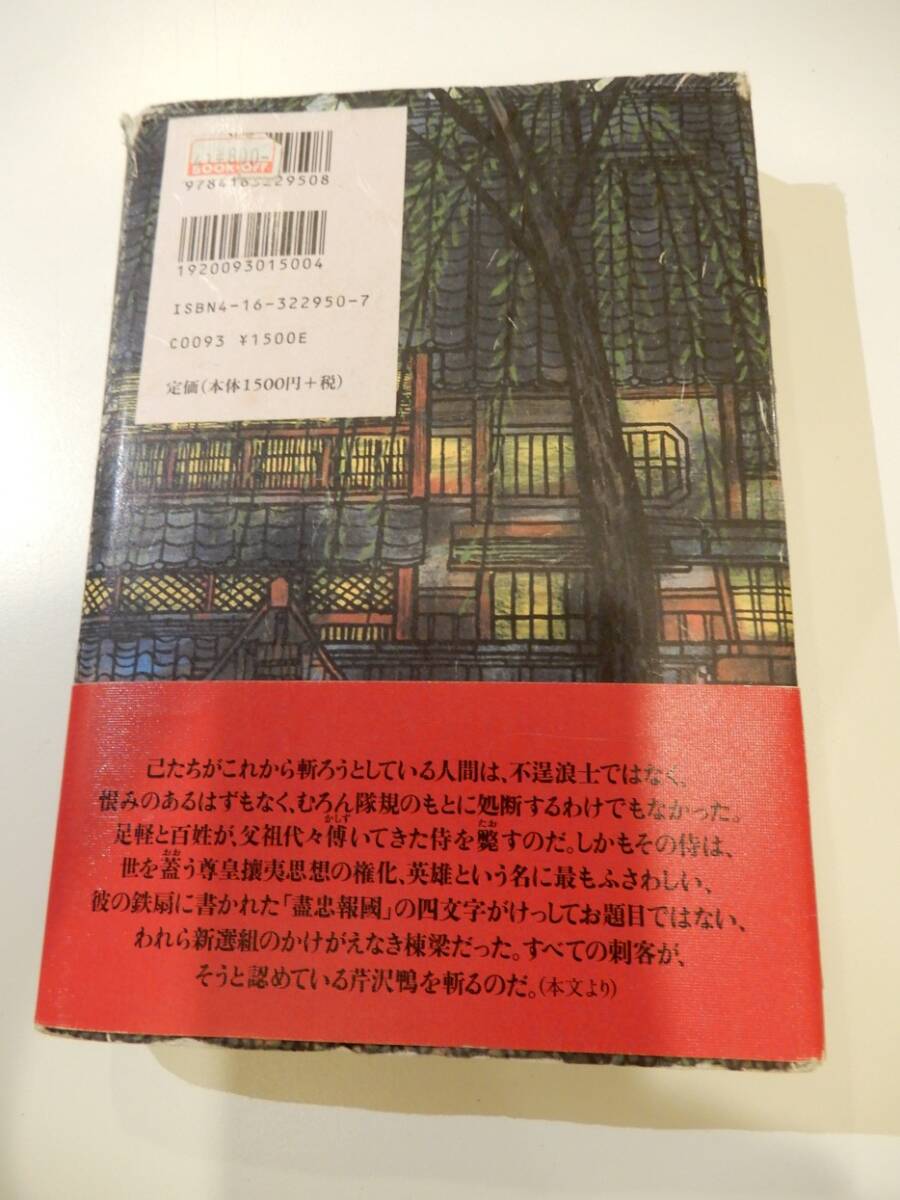 ¥800-
BOOK・OFF
9784163229508
1920093015004
ISBN4-16-322950-7
C0093 ¥1500E
定価(本体1500円+税)
己たちがこれから斬ろうとしている人間は、不逞浪士ではなく、
恨みのあるはずもなく、むろん隊規のもとに処断するわけでもなかった。
かしず
たお
足軽と百姓が、父祖代々傅いてきた侍を斃すのだ。しかもその侍は、
おお
世を蓋う尊皇攘夷思想の権化、英雄という名に最もふさわしい、
彼の鉄扇に書かれた「盡忠報國」の四文字がけっしてお題目ではない、
われら新選組のかけがえなき棟梁だった。すべての刺客が、
そうと認めている芹沢鴨を斬るのだ。(本文より)